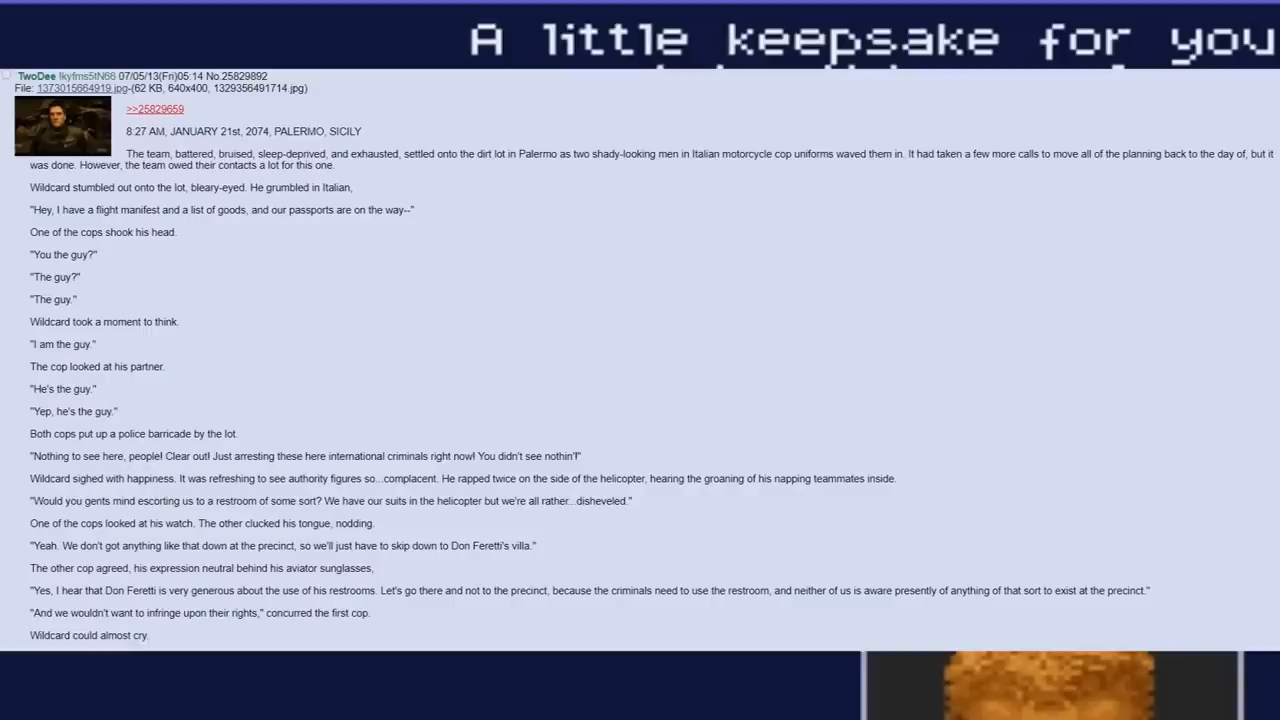 A little keepsake for you
TwoDee !kyfms5tN66 07/05/13(Fri)05:14 No.25829892
File: 1373015664919.jpg-(62 KB, 640x400, 1329356491714.jpg)
>>25829659
8:27 AM, JANUARY 21st, 2074, PALERMO, SICILY
The team, battered, bruised, sleep-deprived, and exhausted, settled onto the dirt lot in Palermo as two shady-looking men in Italian motorcycle cop uniforms waved them in. It had taken a few more calls to move all of the planning back to the day of, but it
was done. However, the team owed their contacts a lot for this one.
Wildcard stumbled out onto the lot, bleary-eyed. He grumbled in Italian,
"Hey, I have a flight manifest and a list of goods, and our passports are on the way--"
One of the cops shook his head.
"You the guy?"
"The guy?"
"The guy."
Wildcard took a moment to think.
"I am the guy."
The cop looked at his partner.
"He's the guy."
"Yep, he's the guy."
Both cops put up a police barricade by the lot.
"Nothing to see here, people! Clear out! Just arresting these here international criminals right now! You didn't see nothin'!"
Wildcard sighed with happiness. It was refreshing to see authority figures so...complacent. He rapped twice on the side of the helicopter, hearing the groaning of his napping teammates inside.
"Would you gents mind escorting us to a restroom of some sort? We have our suits in the helicopter but we're all rather...disheveled."
One of the cops looked at his watch. The other clucked his tongue, nodding.
"Yeah. We don't got anything like that down at the precinct, so we'll just have to skip down to Don Feretti's villa."
The other cop agreed, his expression neutral behind his aviator sunglasses,
"Yes, I hear that Don Feretti is very generous about the use of his restrooms. Let's go there and not to the precinct, because the criminals need to use the restroom, and neither of us is aware presently of anything of that sort to exist at the precinct."
"And we wouldn't want to infringe upon their rights," concurred the first cop.
Wildcard could almost cry.